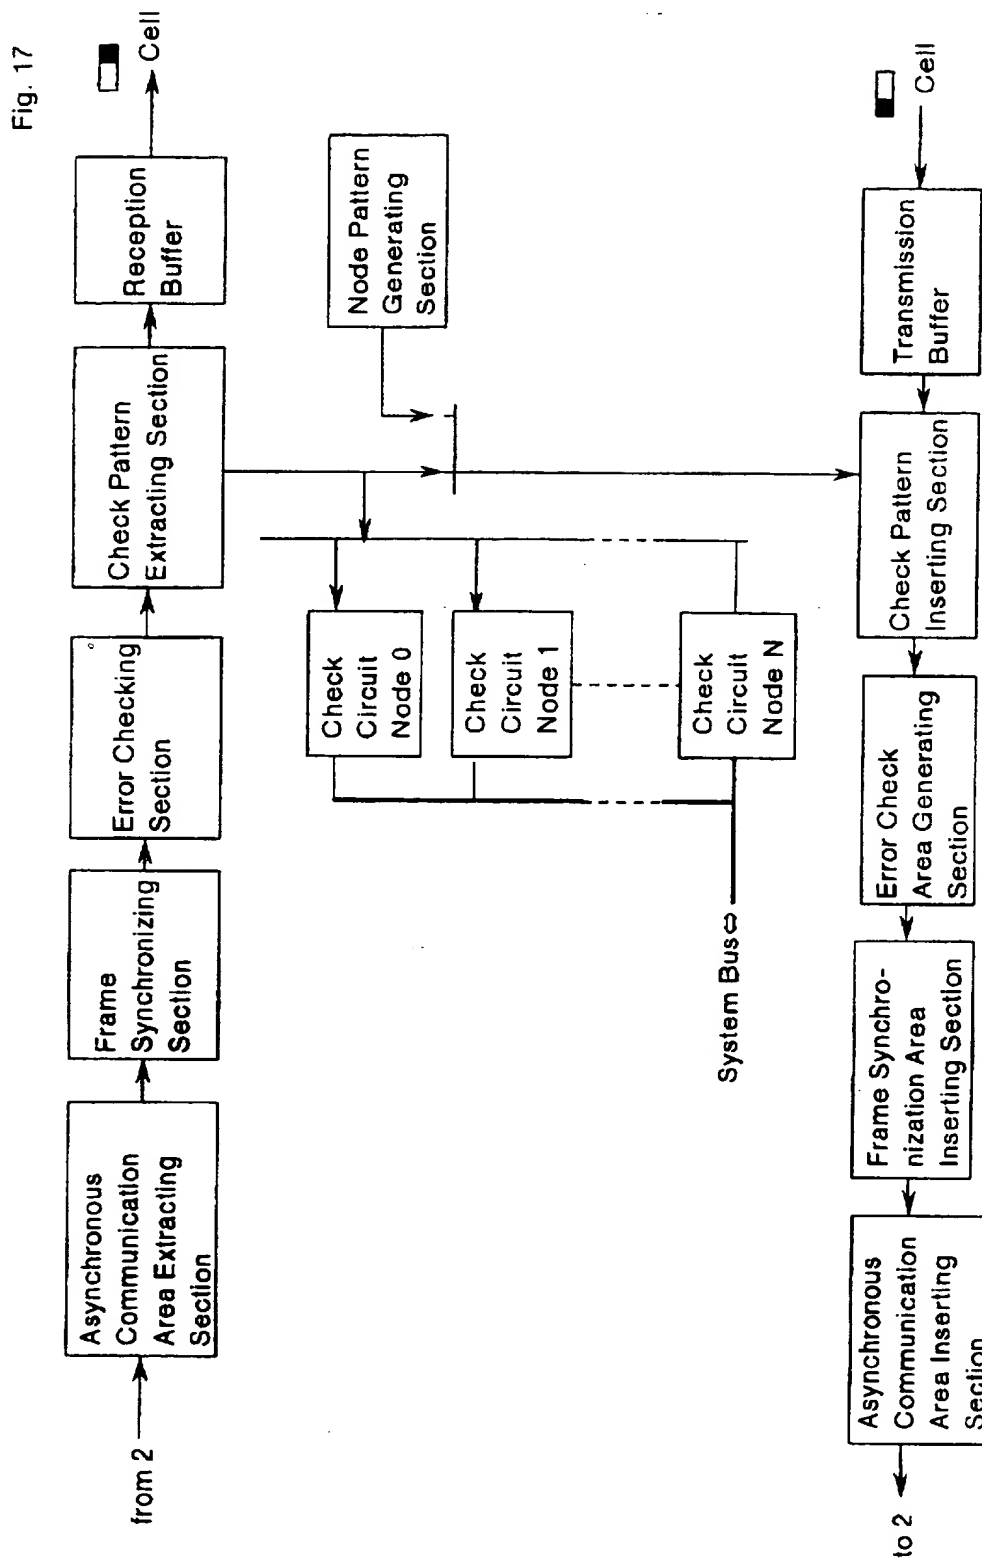 Fig. 17
from 2
Asynchronous
Communication
Area Extracting
Section
Frame
Synchronizing
Section
Error Checking
Section
Check Pattern
Extracting Section
Reception
Buffer
Cell
Node Pattern
Generating
Section
Check
Circuit
Node 0
Check
Circuit
Node 1
Check
Circuit
Node N
System Bus⇔
Cell
Transmission
Buffer
Check Pattern
Inserting Section
Error Check
Area Generating
Section
Frame Synchro-
nization Area
Inserting Section
Asynchronous
Communication
Area Inserting
Section
to 2